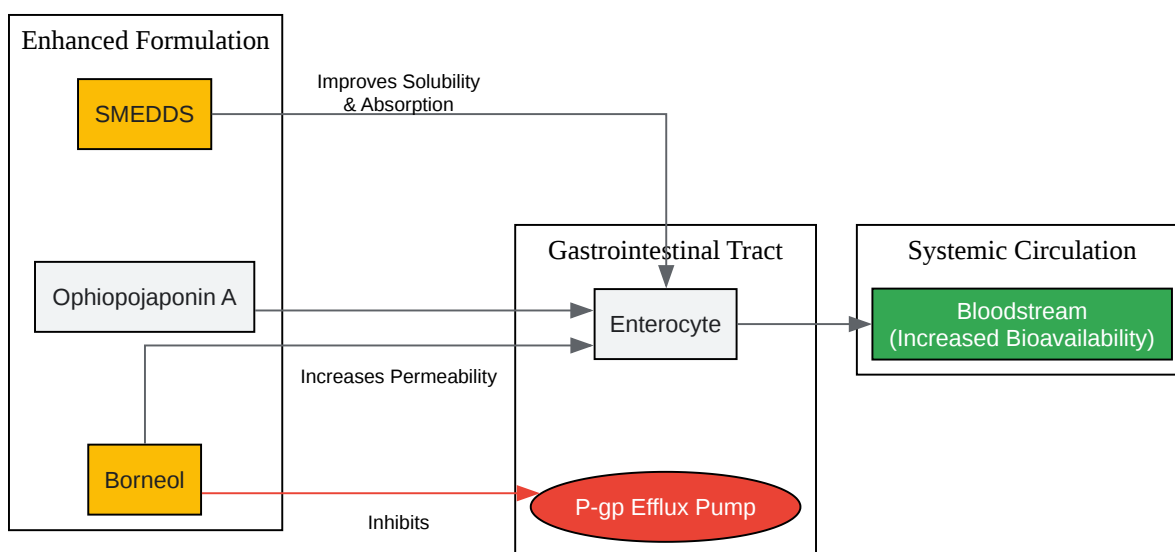 Enhanced Formulation
SMEDDS
Improves Solubility
& Absorption
Ophiopojaponin A
Increases Permeability
Borneol
Inhibits
Gastrointestinal Tract
Enterocyte
P-gp Efflux Pump
Systemic Circulation
Bloodstream
(Increased Bioavailability)